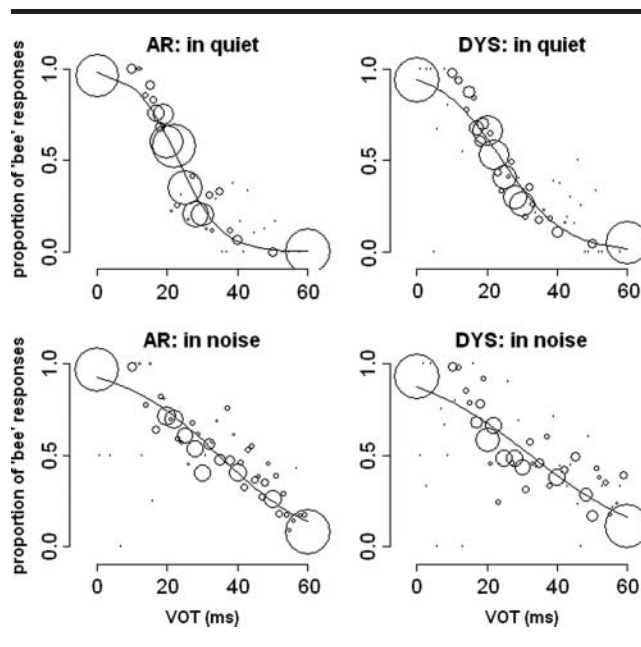 AR: in quiet
DYS: in quiet
proportion of 'bee' responses
1.0
0.5
0.0
1.0
0.5
0.0
0 20 40 60
0 20 40 60
AR: in noise
DYS: in noise
proportion of 'bee' responses
1.0
0.5
0.0
1.0
0.5
0.0
0 20 40 60
0 20 40 60
VOT (ms)
VOT (ms)